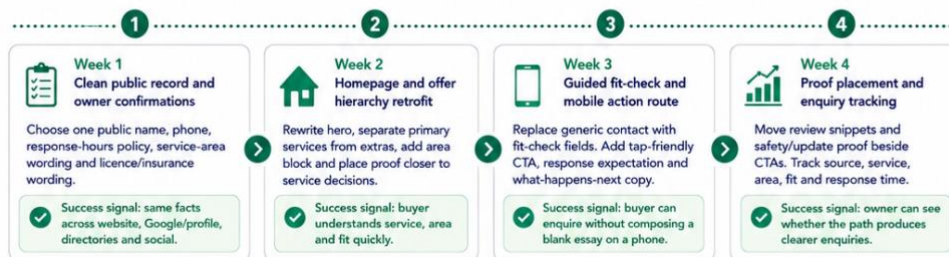 1
2
3
4
Week 1
Clean public record and
owner confirmations
Choose one public name, phone,
response-hours policy, service-area
wording and licence/insurance
wording.
Success signal: same facts
across website, Google/profile,
directories and social.
Week 2
Homepage and offer
hierarchy retrofit
Rewrite hero, separate primary
services from extras, add area
block and place proof closer to
service decisions.
Success signal: buyer
understands service, area
and fit quickly.
Week 3
Guided fit-check and
mobile action route
Replace generic contact with
fit-check fields. Add tap-friendly
CTA, response expectation and
what-happens-next copy.
Success signal: buyer can
enquire without composing a
blank essay on a phone.
Week 4
Proof placement and
enquiry tracking
Move review snippets and
safety/update proof beside
CTAs. Track source, service,
area, fit and response time.
Success signal: owner can see
whether the path produces
clearer enquiries.